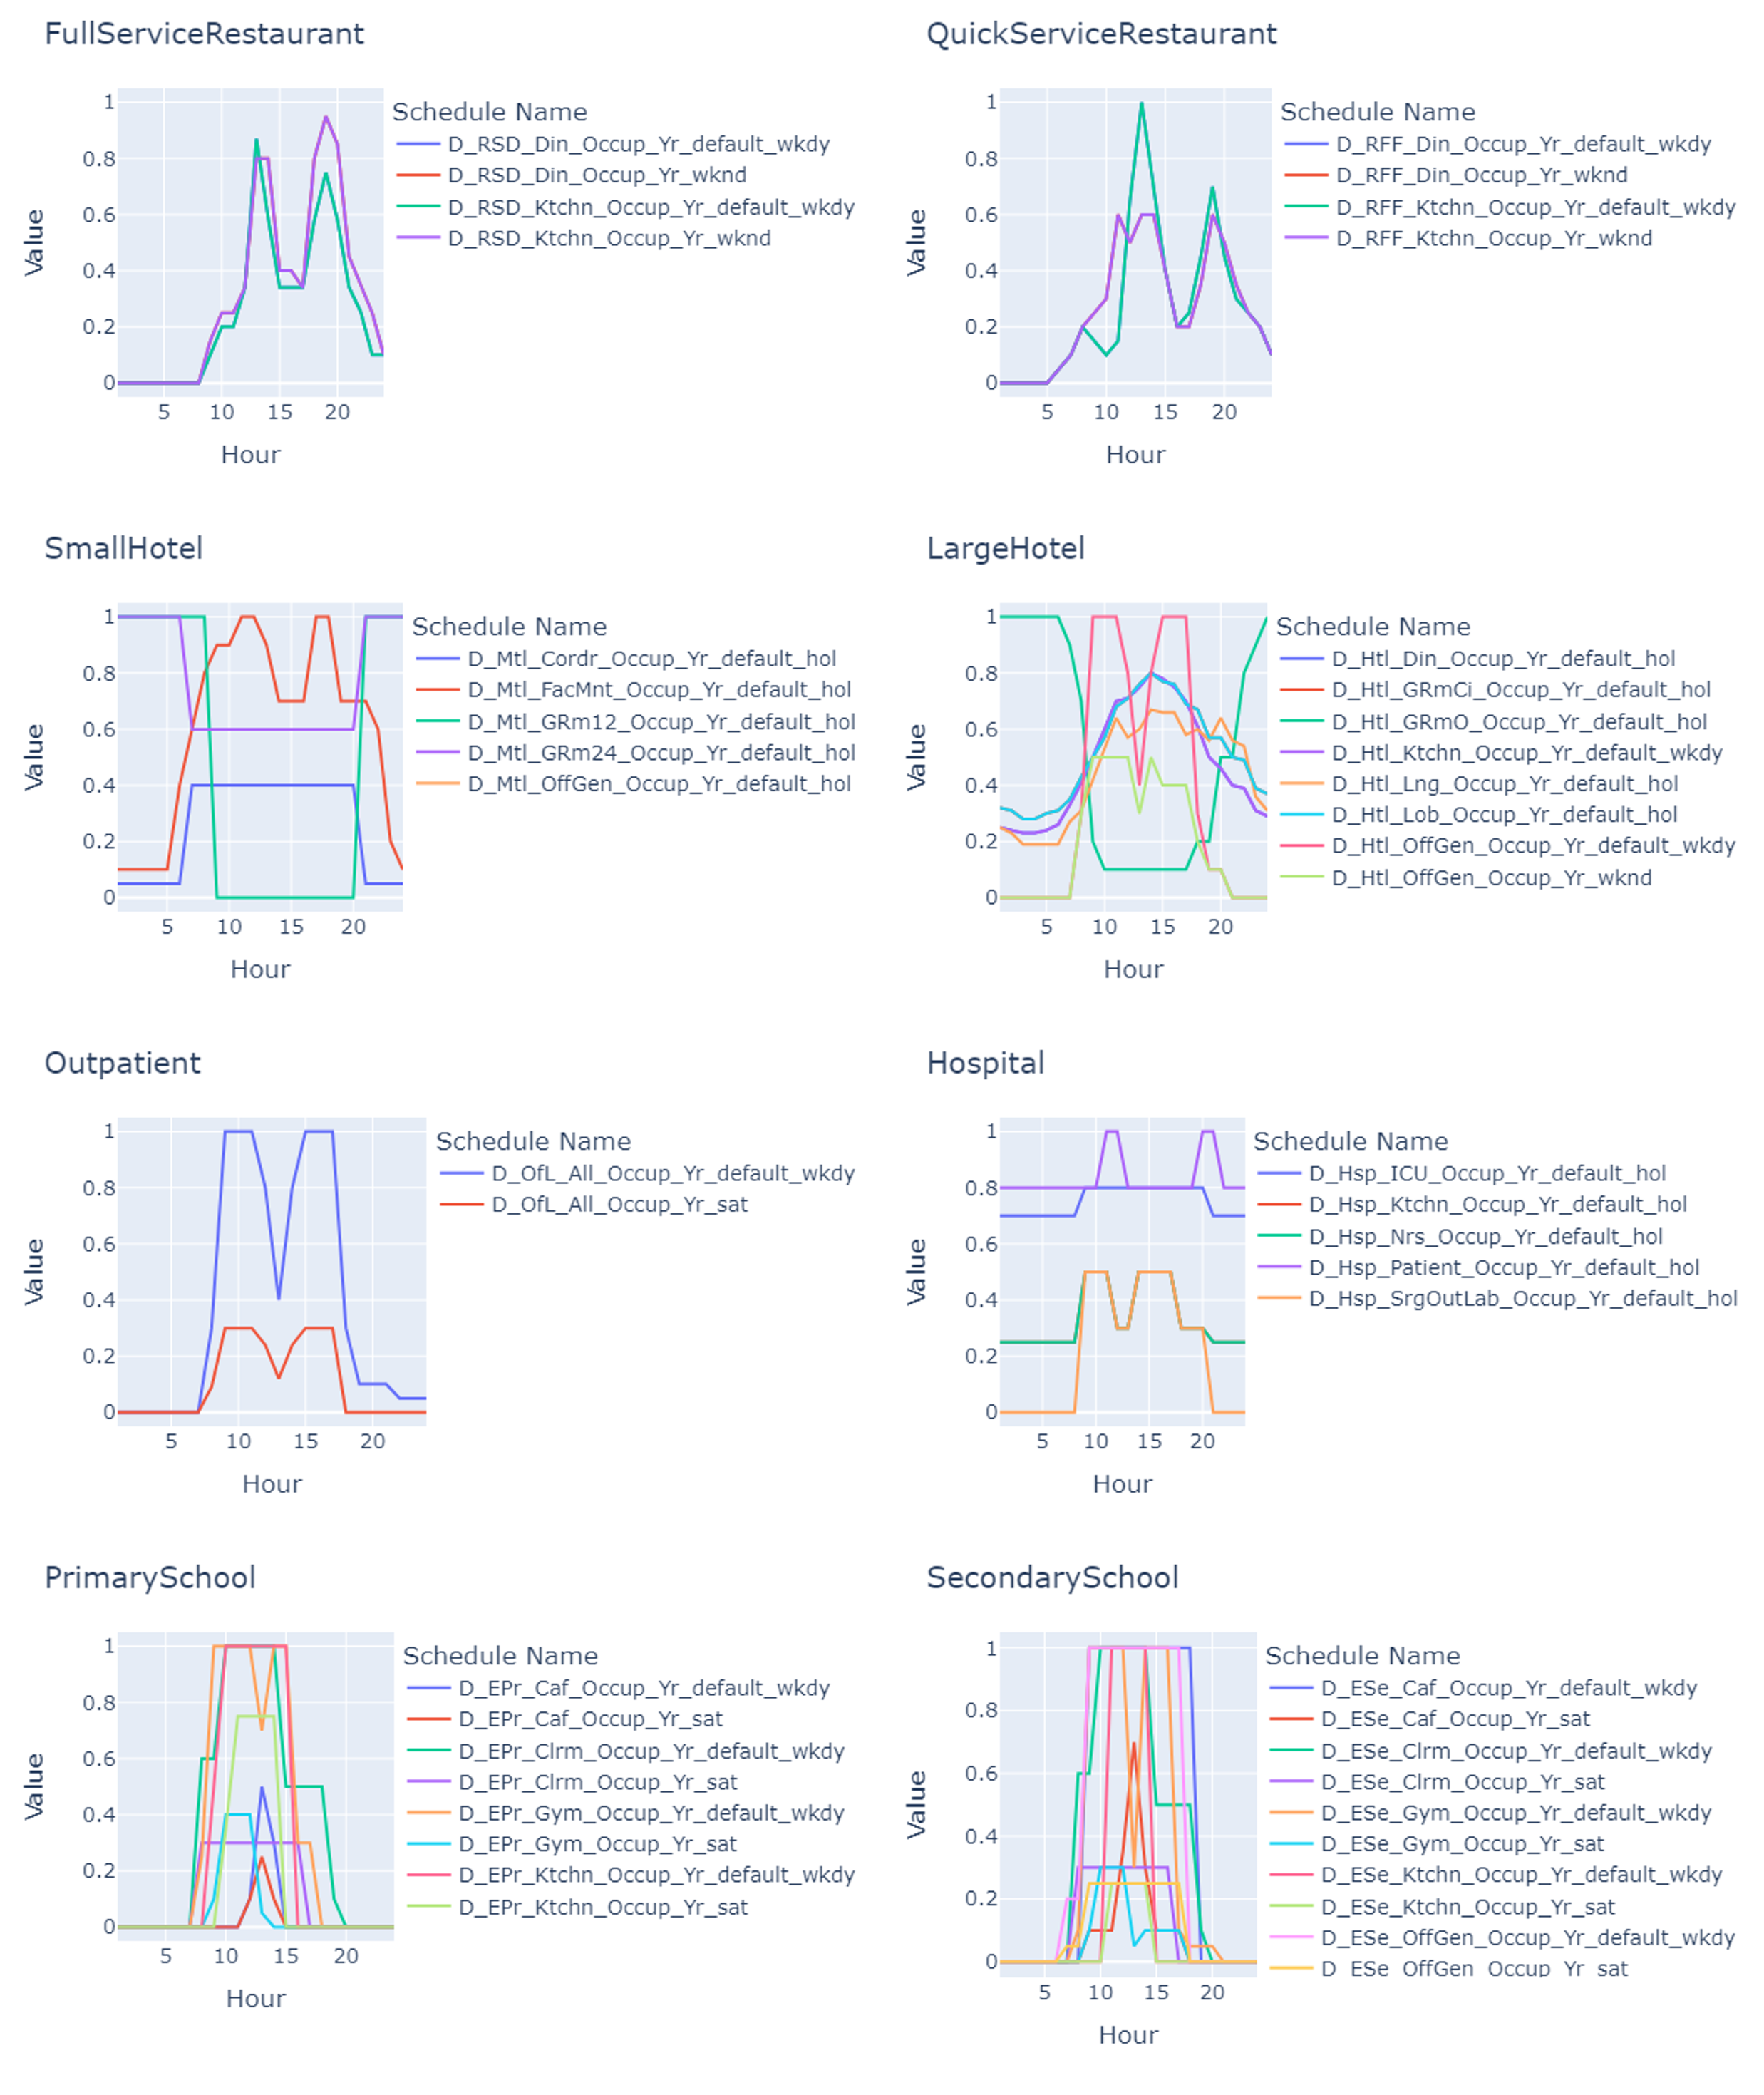 FullServiceRestaurant
1
0.8
0.6
0.4
0.2
0
Value
5 10 15 20
Hour
Schedule Name
D_RSD_Din_Occup_Yr_default_wkdy
D_RSD_Din_Occup_Yr_wknd
D_RSD_Ktchn_Occup_Yr_default_wkdy
D_RSD_Ktchn_Occup_Yr_wknd
QuickServiceRestaurant
1
0.8
0.6
0.4
0.2
0
Value
5 10 15 20
Hour
Schedule Name
D_RFF_Din_Occup_Yr_default_wkdy
D_RFF_Din_Occup_Yr_wknd
D_RFF_Ktchn_Occup_Yr_default_wkdy
D_RFF_Ktchn_Occup_Yr_wknd
SmallHotel
1
0.8
0.6
0.4
0.2
0
Value
5 10 15 20
Hour
Schedule Name
D_Mtl_Cordr_Occup_Yr_default_hol
D_Mtl_FacMnt_Occup_Yr_default_hol
D_Mtl_GRm12_Occup_Yr_default_hol
D_Mtl_GRm24_Occup_Yr_default_hol
D_Mtl_OffGen_Occup_Yr_default_hol
LargeHotel
1
0.8
0.6
0.4
0.2
0
Value
5 10 15 20
Hour
Schedule Name
D_Htl_Din_Occup_Yr_default_hol
D_Htl_GRmCi_Occup_Yr_default_hol
D_Htl_GRmO_Occup_Yr_default_hol
D_Htl_Ktchn_Occup_Yr_default_wkdy
D_Htl_Lng_Occup_Yr_default_hol
D_Htl_Lob_Occup_Yr_default_hol
D_Htl_OffGen_Occup_Yr_default_wkdy
D_Htl_OffGen_Occup_Yr_wknd
Outpatient
1
0.8
0.6
0.4
0.2
0
Value
5 10 15 20
Hour
Schedule Name
D_OfL_All_Occup_Yr_default_wkdy
D_OfL_All_Occup_Yr_sat
Hospital
1
0.8
0.6
0.4
0.2
0
Value
5 10 15 20
Hour
Schedule Name
D_Hsp_ICU_Occup_Yr_default_hol
D_Hsp_Ktchn_Occup_Yr_default_hol
D_Hsp_Nrs_Occup_Yr_default_hol
D_Hsp_Patient_Occup_Yr_default_hol
D_Hsp_SrgOutLab_Occup_Yr_default_hol
PrimarySchool
1
0.8
0.6
0.4
0.2
0
Value
5 10 15 20
Hour
Schedule Name
D_EPr_Caf_Occup_Yr_default_wkdy
D_EPr_Caf_Occup_Yr_sat
D_EPr_Clrm_Occup_Yr_default_wkdy
D_EPr_Clrm_Occup_Yr_sat
D_EPr_Gym_Occup_Yr_default_wkdy
D_EPr_Gym_Occup_Yr_sat
D_EPr_Ktchn_Occup_Yr_default_wkdy
D_EPr_Ktchn_Occup_Yr_sat
SecondarySchool
1
0.8
0.6
0.4
0.2
0
Value
5 10 15 20
Hour
Schedule Name
D_ESe_Caf_Occup_Yr_default_wkdy
D_ESe_Caf_Occup_Yr_sat
D_ESe_Clrm_Occup_Yr_default_wkdy
D_ESe_Clrm_Occup_Yr_sat
D_ESe_Gym_Occup_Yr_default_wkdy
D_ESe_Gym_Occup_Yr_sat
D_ESe_Ktchn_Occup_Yr_default_wkdy
D_ESe_Ktchn_Occup_Yr_sat
D_ESe_OffGen_Occup_Yr_default_wkdy
D_ESe_OffGen_Occup_Yr_sat